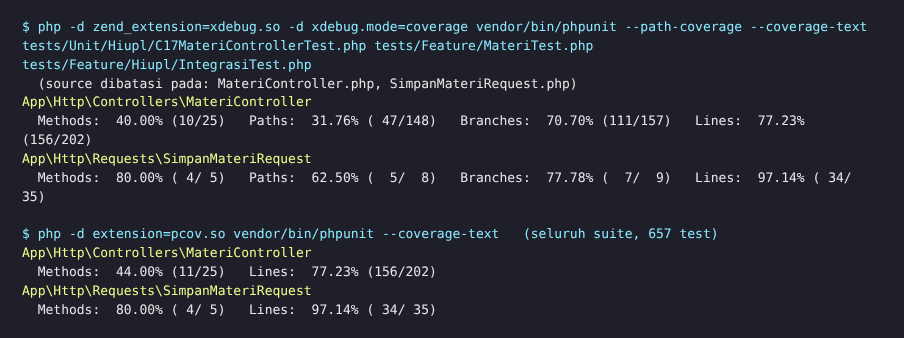 $ php -d zend_extension=xdebug.so -d xdebug.mode=coverage vendor/bin/phpunit --path-coverage --coverage-text
tests/Unit/Hiupl/C17MateriControllerTest.php tests/Feature/MateriTest.php
tests/Feature/Hiupl/IntegrasiTest.php
  (source dibatasi pada: MateriController.php, SimpanMateriRequest.php)
App\Http\Controllers\MateriController
  Methods:  40.00% (10/25)   Paths:  31.76% ( 47/148)   Branches:  70.70% (111/157)   Lines:  77.23%
(156/202)
App\Http\Requests\SimpanMateriRequest
  Methods:  80.00% ( 4/ 5)   Paths:  62.50% (  5/  8)   Branches:  77.78% (  7/  9)   Lines:  97.14% ( 34/
35)

$ php -d extension=pcov.so vendor/bin/phpunit --coverage-text   (seluruh suite, 657 test)
App\Http\Controllers\MateriController
  Methods:  44.00% (11/25)   Lines:  77.23% (156/202)
App\Http\Requests\SimpanMateriRequest
  Methods:  80.00% ( 4/ 5)   Lines:  97.14% ( 34/ 35)